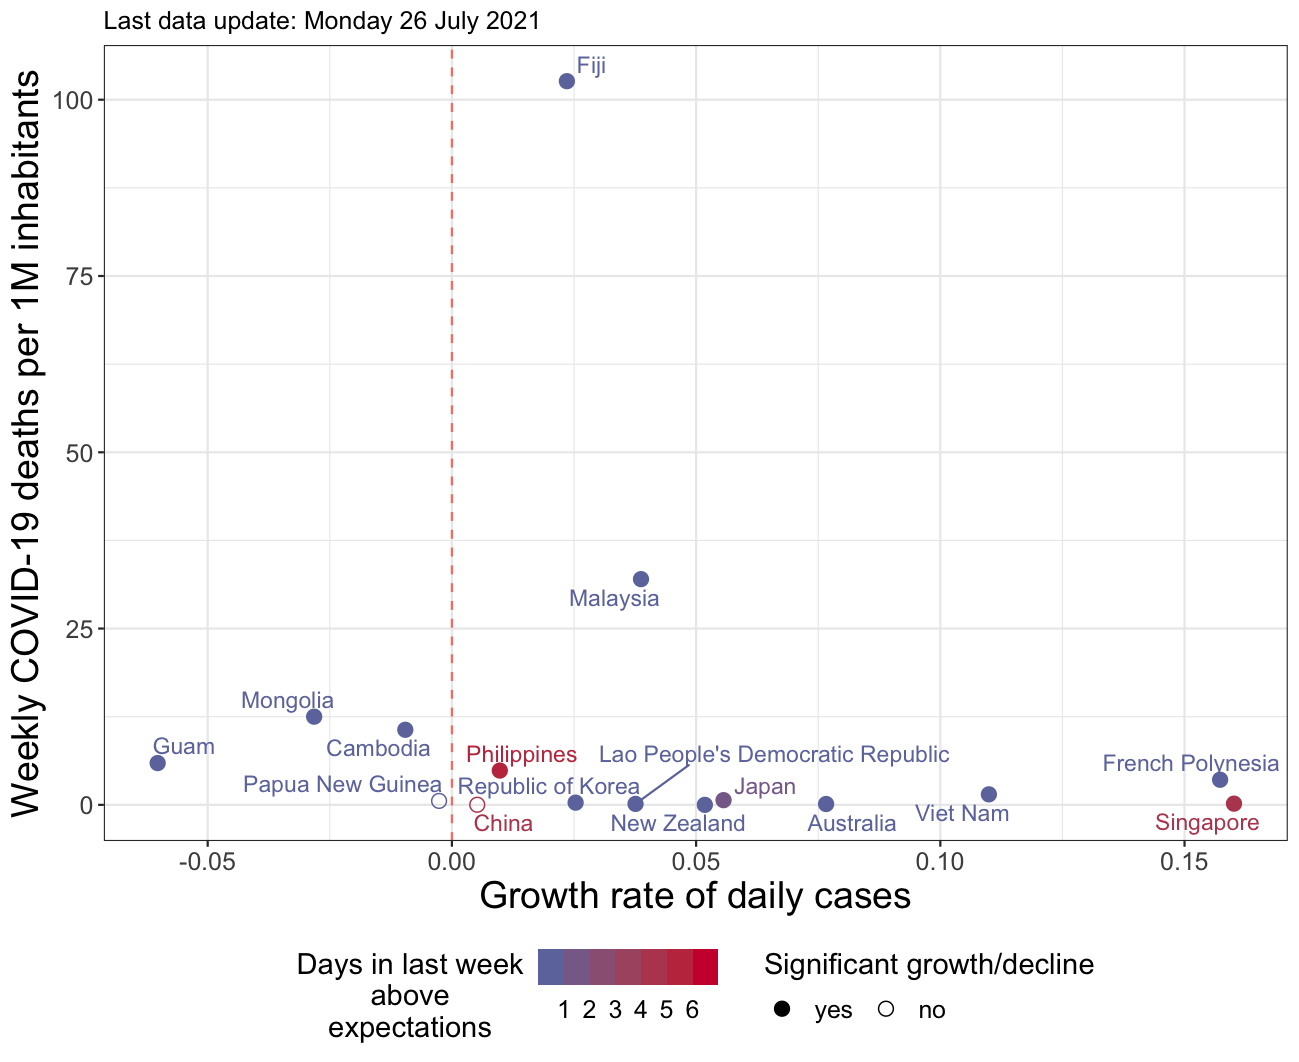 Last data update: Monday 26 July 2021
Weekly COVID-19 deaths per 1M inhabitants
100
75
50
25
0
Fiji
Malaysia
Mongolia
Guam
Cambodia
Philippines
Lao People's Democratic Republic
French Polynesia
Papua New Guinea
Republic of Korea
Japan
China
New Zealand
Australia
Viet Nam
Singapore
-0.05
0.00
0.05
0.10
0.15
Growth rate of daily cases
Days in last week
above
expectations
1 2 3 4 5 6
Significant growth/decline
yes no